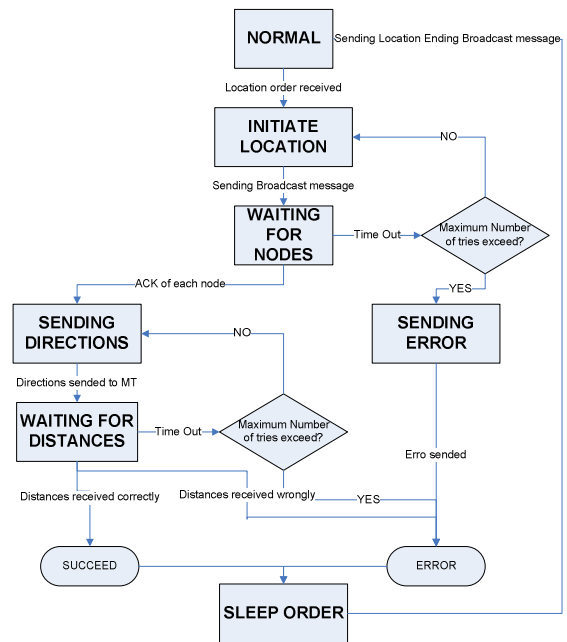 NORMAL
Sending Location Ending Broadcast message
Location order received
INITIATE
LOCATION
NO
Sending Broadcast message
WAITING
FOR
NODES
Time Out
Maximum Number
of tries exceed?
ACK of each node
YES
SENDING
DIRECTIONS
NO
SENDING
ERROR
Directions sended to MT
WAITING FOR
DISTANCES
Time Out
Maximum Number
of tries exceed?
Erro sended
Distances received correctly
Distances received wrongly
YES
SUCCEED
ERROR
SLEEP ORDER